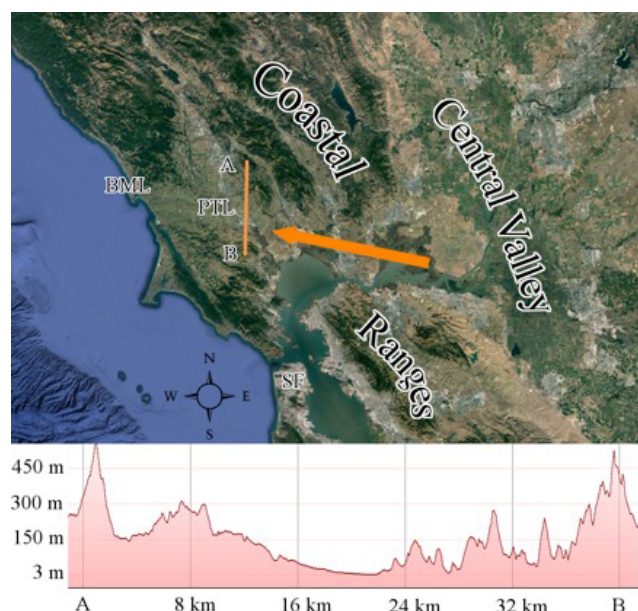 Coastal
Central Valley
A
BML
PTL
B
Ranges
N
W
E
S
SF
450 m
300 m
150 m
3 m
A
8 km
16 km
24 km
32 km
B